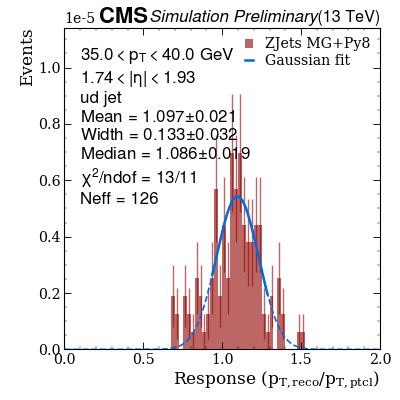 1e-5 CMS Simulation Preliminary (13 TeV)
Events
35.0 < pT < 40.0 GeV
1.74 < |η| < 1.93
ud jet
Mean = 1.097±0.021
Width = 0.133±0.032
Median = 1.086±0.019
χ²/ndof = 13/11
Neff = 126
ZJets MG+Py8
Gaussian fit
1.0
0.8
0.6
0.4
0.2
0.0
0.0 0.5 1.0 1.5 2.0
Response (pT,reco/pT,ptcl)